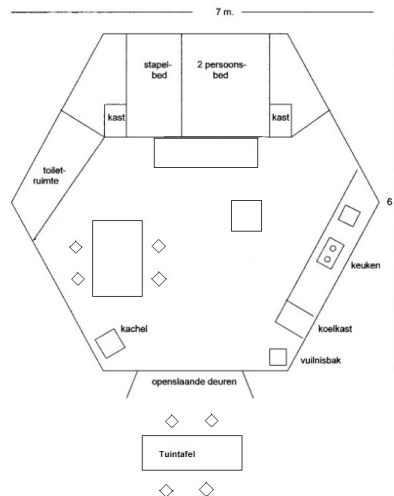 7 m.
stapel-
bed
2 persoons-
bed
kast
kast
toilet-
ruimte
6
keuken
kachel
koelkast
vuilnisbak
openslaande deuren
Tuintafel